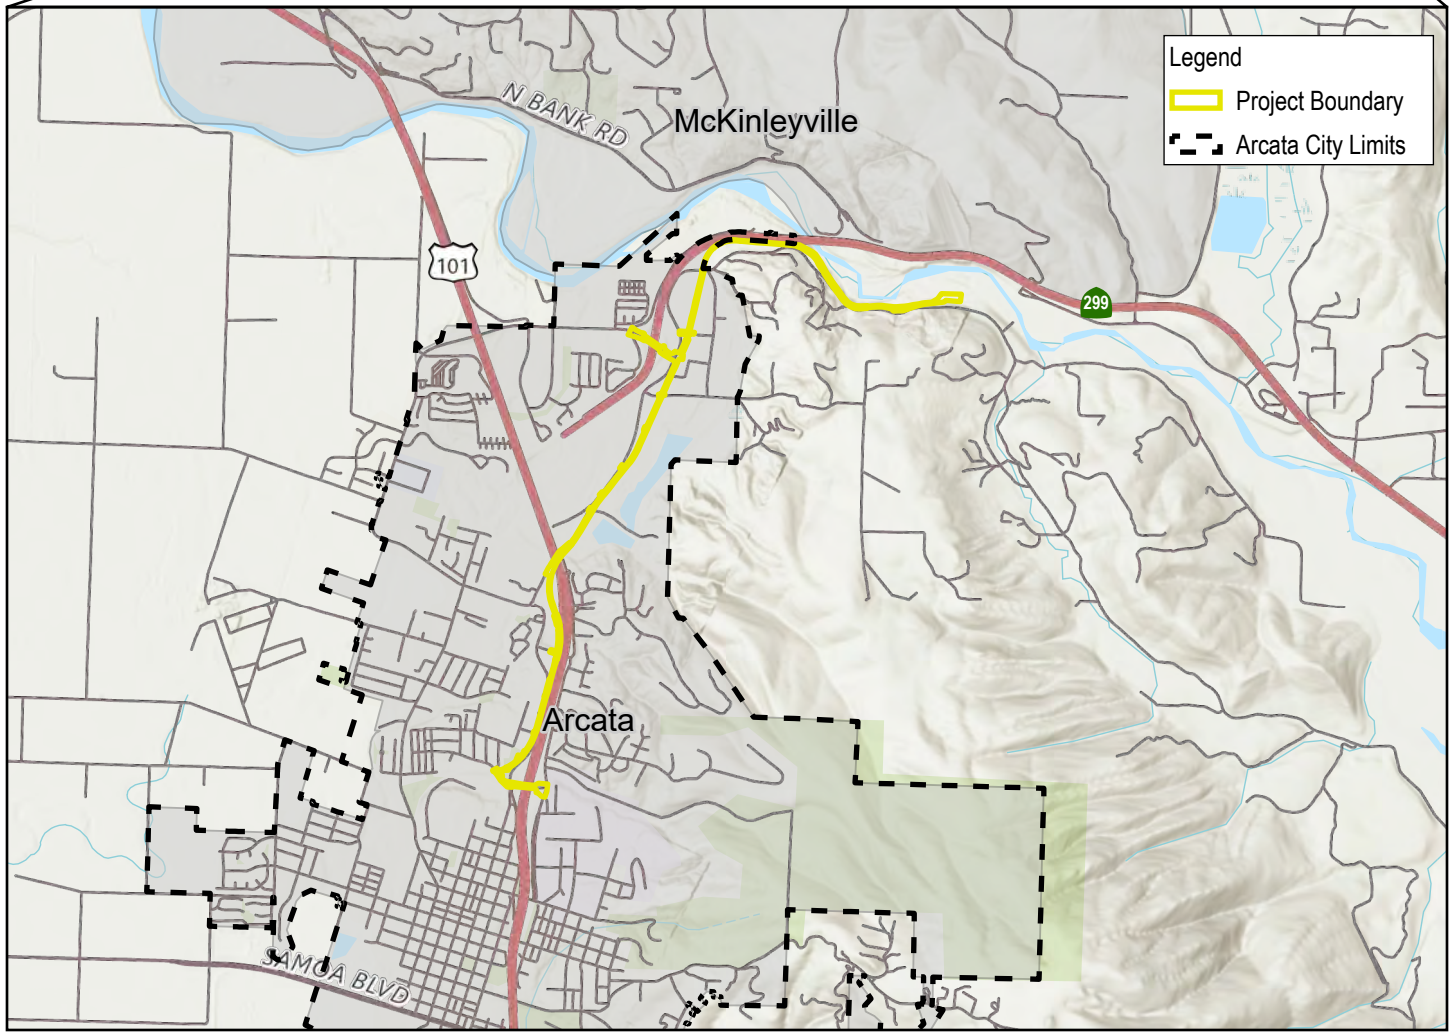 Legend
Project Boundary
Arcata City Limits
N BANK RD
McKinleyville
101
299
Arcata
SAMOA BLVD